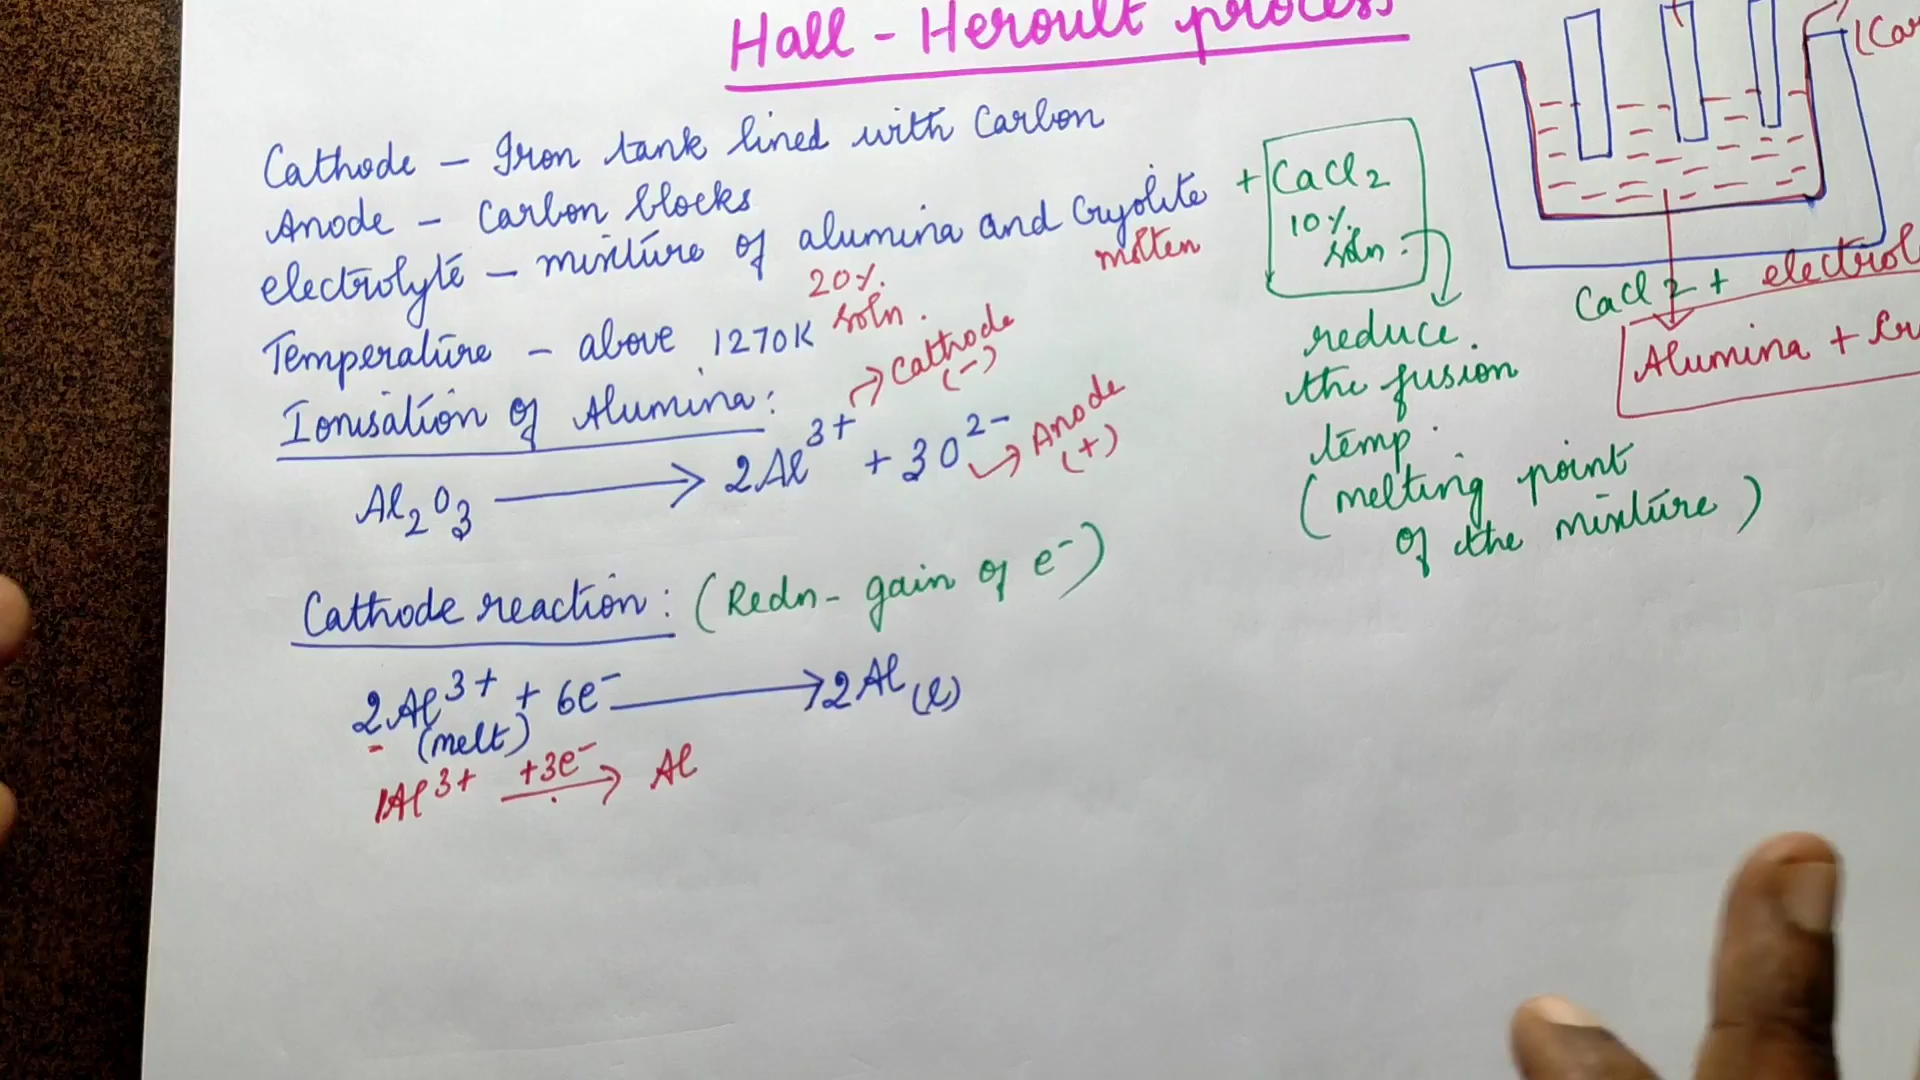 Hall - Heroult process
Cathode - Iron tank lined with Carbon
Anode - Carbon blocks
electrolyte - mixture of alumina and Cryolite + CaCl2
20%. soln.
molten
10%. soln.
Temperature - above 1270K
reduce the fusion temp.
(melting point of the mixture)
Ionisation of Alumina:
Al2O3 ⟶ 2Al3+ + 3O2-
→ Cathode (-)
→ Anode (+)
Cathode reaction: (Redn - gain of e-)
2Al3+ + 6e- ⟶ 2Al(l)
(melt)
1Al3+ +3e- → Al
(Car
CaCl2 + electrol
Alumina +